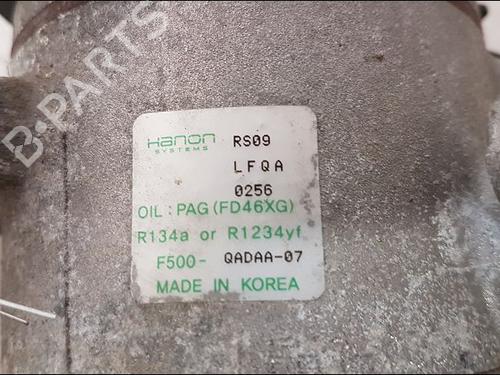 B-PARTS
Hanon RS09
SYSTEMS
LFQA
0256
OIL : PAG (FD46XG)
R134a or R1234yf
F500- QADAA-07
MADE IN KOREA